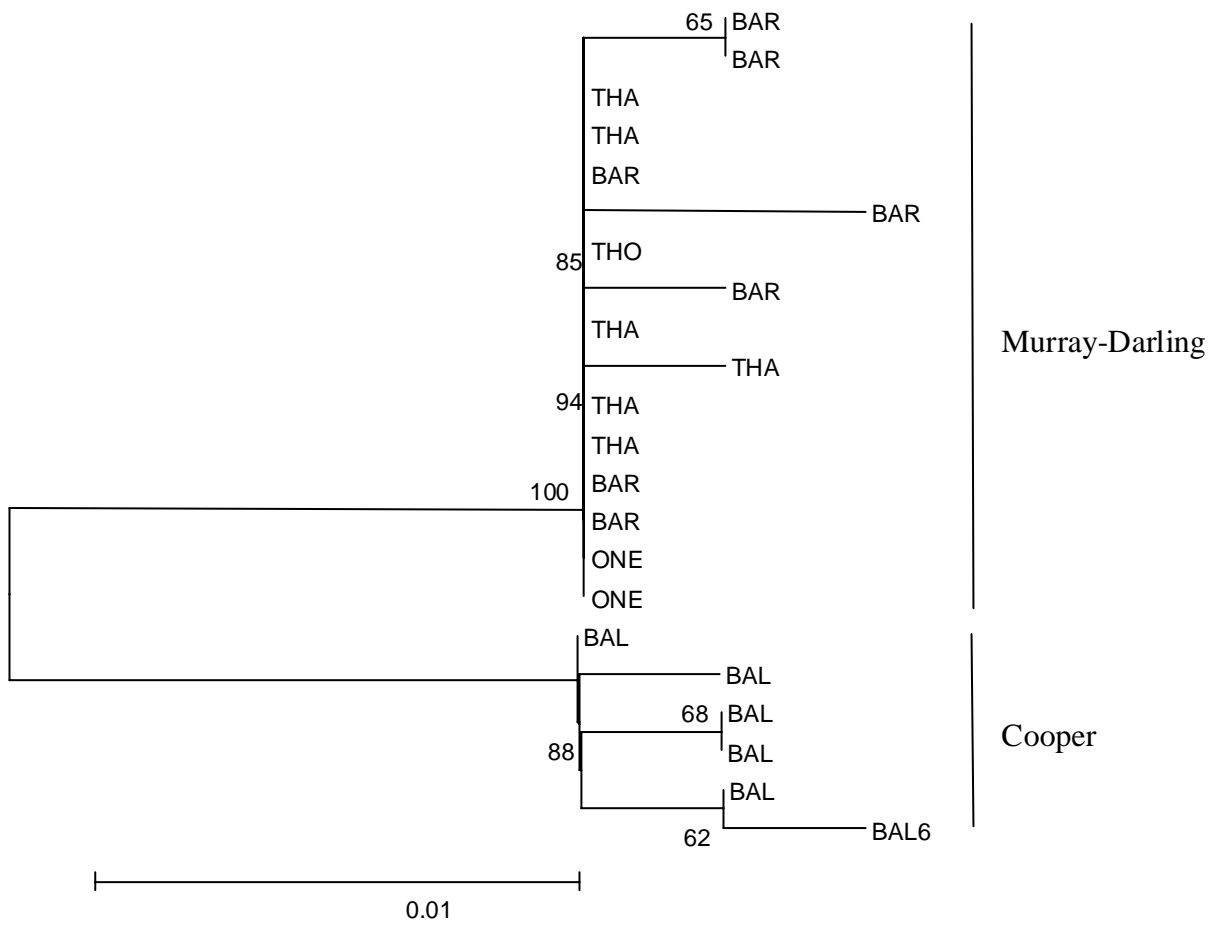 65 BAR
BAR
THA
THA
BAR
BAR
THO
85
BAR
THA
Murray-Darling
THA
94 THA
THA
BAR
100
BAR
ONE
ONE
BAL
BAL
68 BAL
Cooper
88 BAL
BAL
BAL6
62
0.01